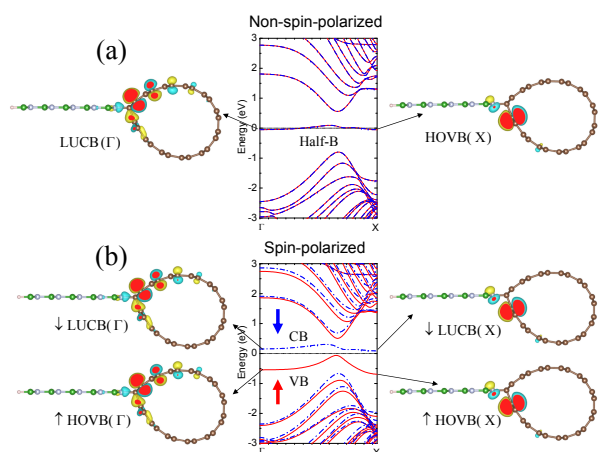 Non-spin-polarized
(a)
3
2
1
0
-1
-2
-3
Energy (eV)
Γ
X
Half-B
LUCB(Γ)
HOVB(X)
(b)
Spin-polarized
3
2
1
0
-1
-2
-3
Energy (eV)
Γ
X
CB
VB
↓ LUCB(Γ)
↓ LUCB(X)
↑ HOVB(Γ)
↑ HOVB(X)